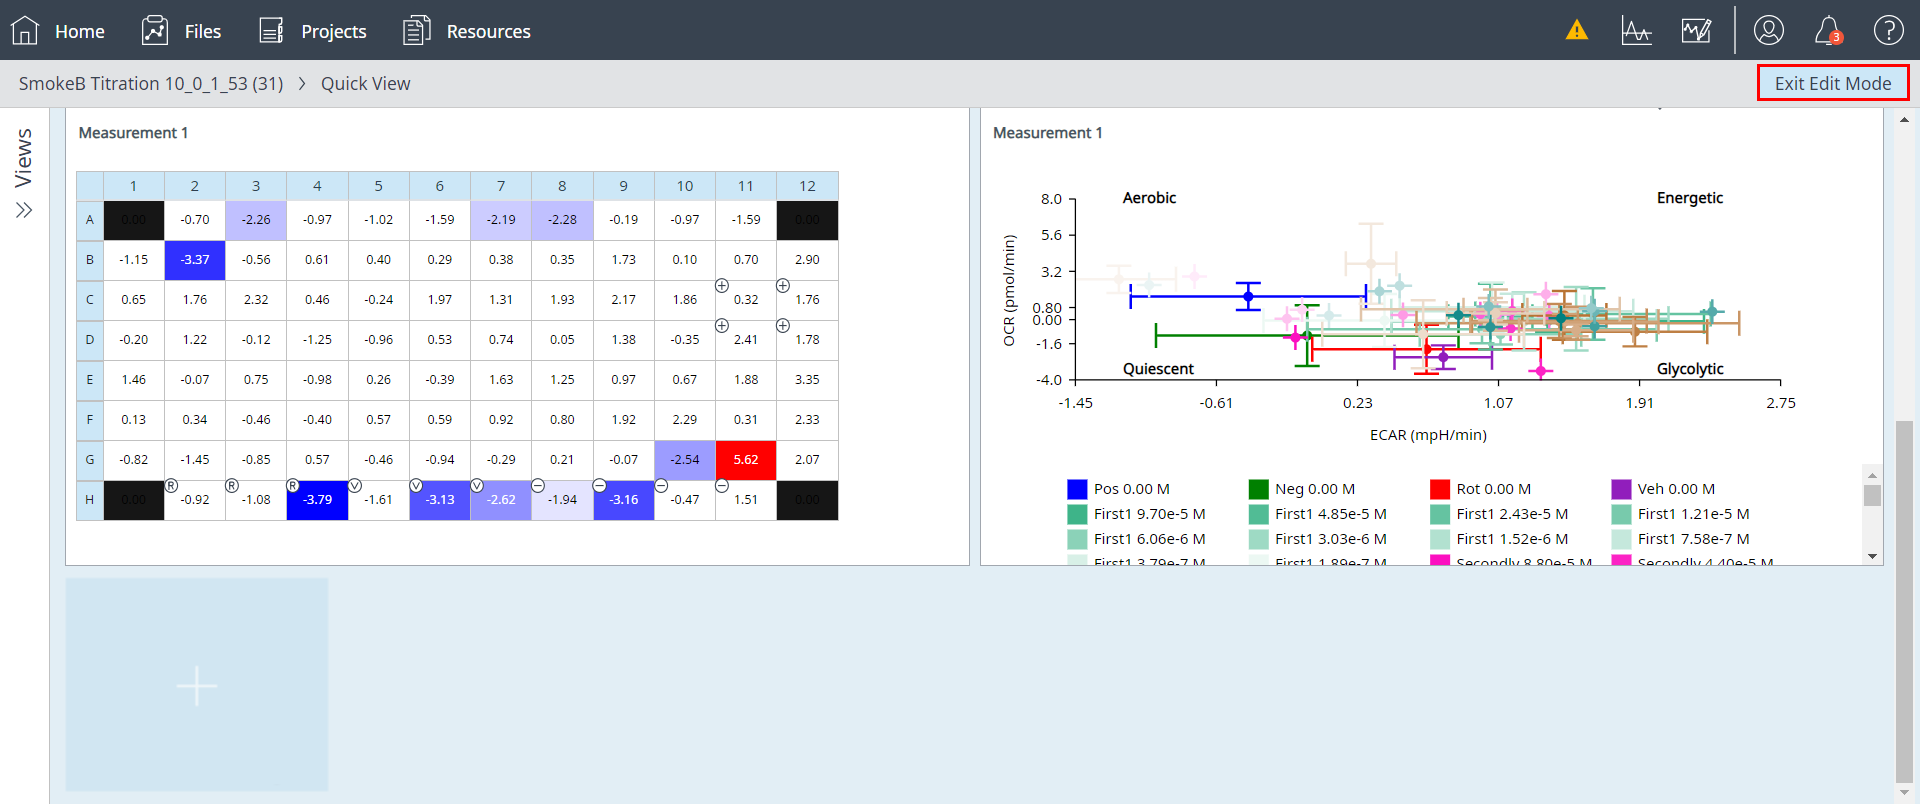 Home Files Projects Resources 3
SmokeB Titration 10_0_1_53 (31) > Quick View Exit Edit Mode
Views
Measurement 1
1 2 3 4 5 6 7 8 9 10 11 12
A 0.00 -0.70 -2.26 -0.97 -1.02 -1.59 -2.19 -2.28 -0.19 -0.97 -1.59 0.00
B -1.15 -3.37 -0.56 0.61 0.40 0.29 0.38 0.35 1.73 0.10 0.70 2.90
C 0.65 1.76 2.32 0.46 -0.24 1.97 1.31 1.93 2.17 1.86 0.32 1.76
D -0.20 1.22 -0.12 -1.25 -0.96 0.53 0.74 0.05 1.38 -0.35 2.41 1.78
E 1.46 -0.07 0.75 -0.98 0.26 -0.39 1.63 1.25 0.97 0.67 1.88 3.35
F 0.13 0.34 -0.46 -0.40 0.57 0.59 0.92 0.80 1.92 2.29 0.31 2.33
G -0.82 -1.45 -0.85 0.57 -0.46 -0.94 -0.29 0.21 -0.07 -2.54 5.62 2.07
R R R V V V
H 0.00 -0.92 -1.08 -3.79 -1.61 -3.13 -2.62 -1.94 -3.16 -0.47 1.51 0.00
Measurement 1
Aerobic Energetic
Quiescent Glycolytic
OCR (pmol/min)
8.0
5.6
3.2
0.80
0.00
-1.6
-4.0
-1.45 -0.61 0.23 1.07 1.91 2.75
ECAR (mpH/min)
Pos 0.00 M Neg 0.00 M Rot 0.00 M Veh 0.00 M
First1 9.70e-5 M First1 4.85e-5 M First1 2.43e-5 M First1 1.21e-5 M
First1 6.06e-6 M First1 3.03e-6 M First1 1.52e-6 M First1 7.58e-7 M
First1 3.79e-7 M First1 1.89e-7 M Secondly 8.80e-5 M Secondly 4.40e-5 M